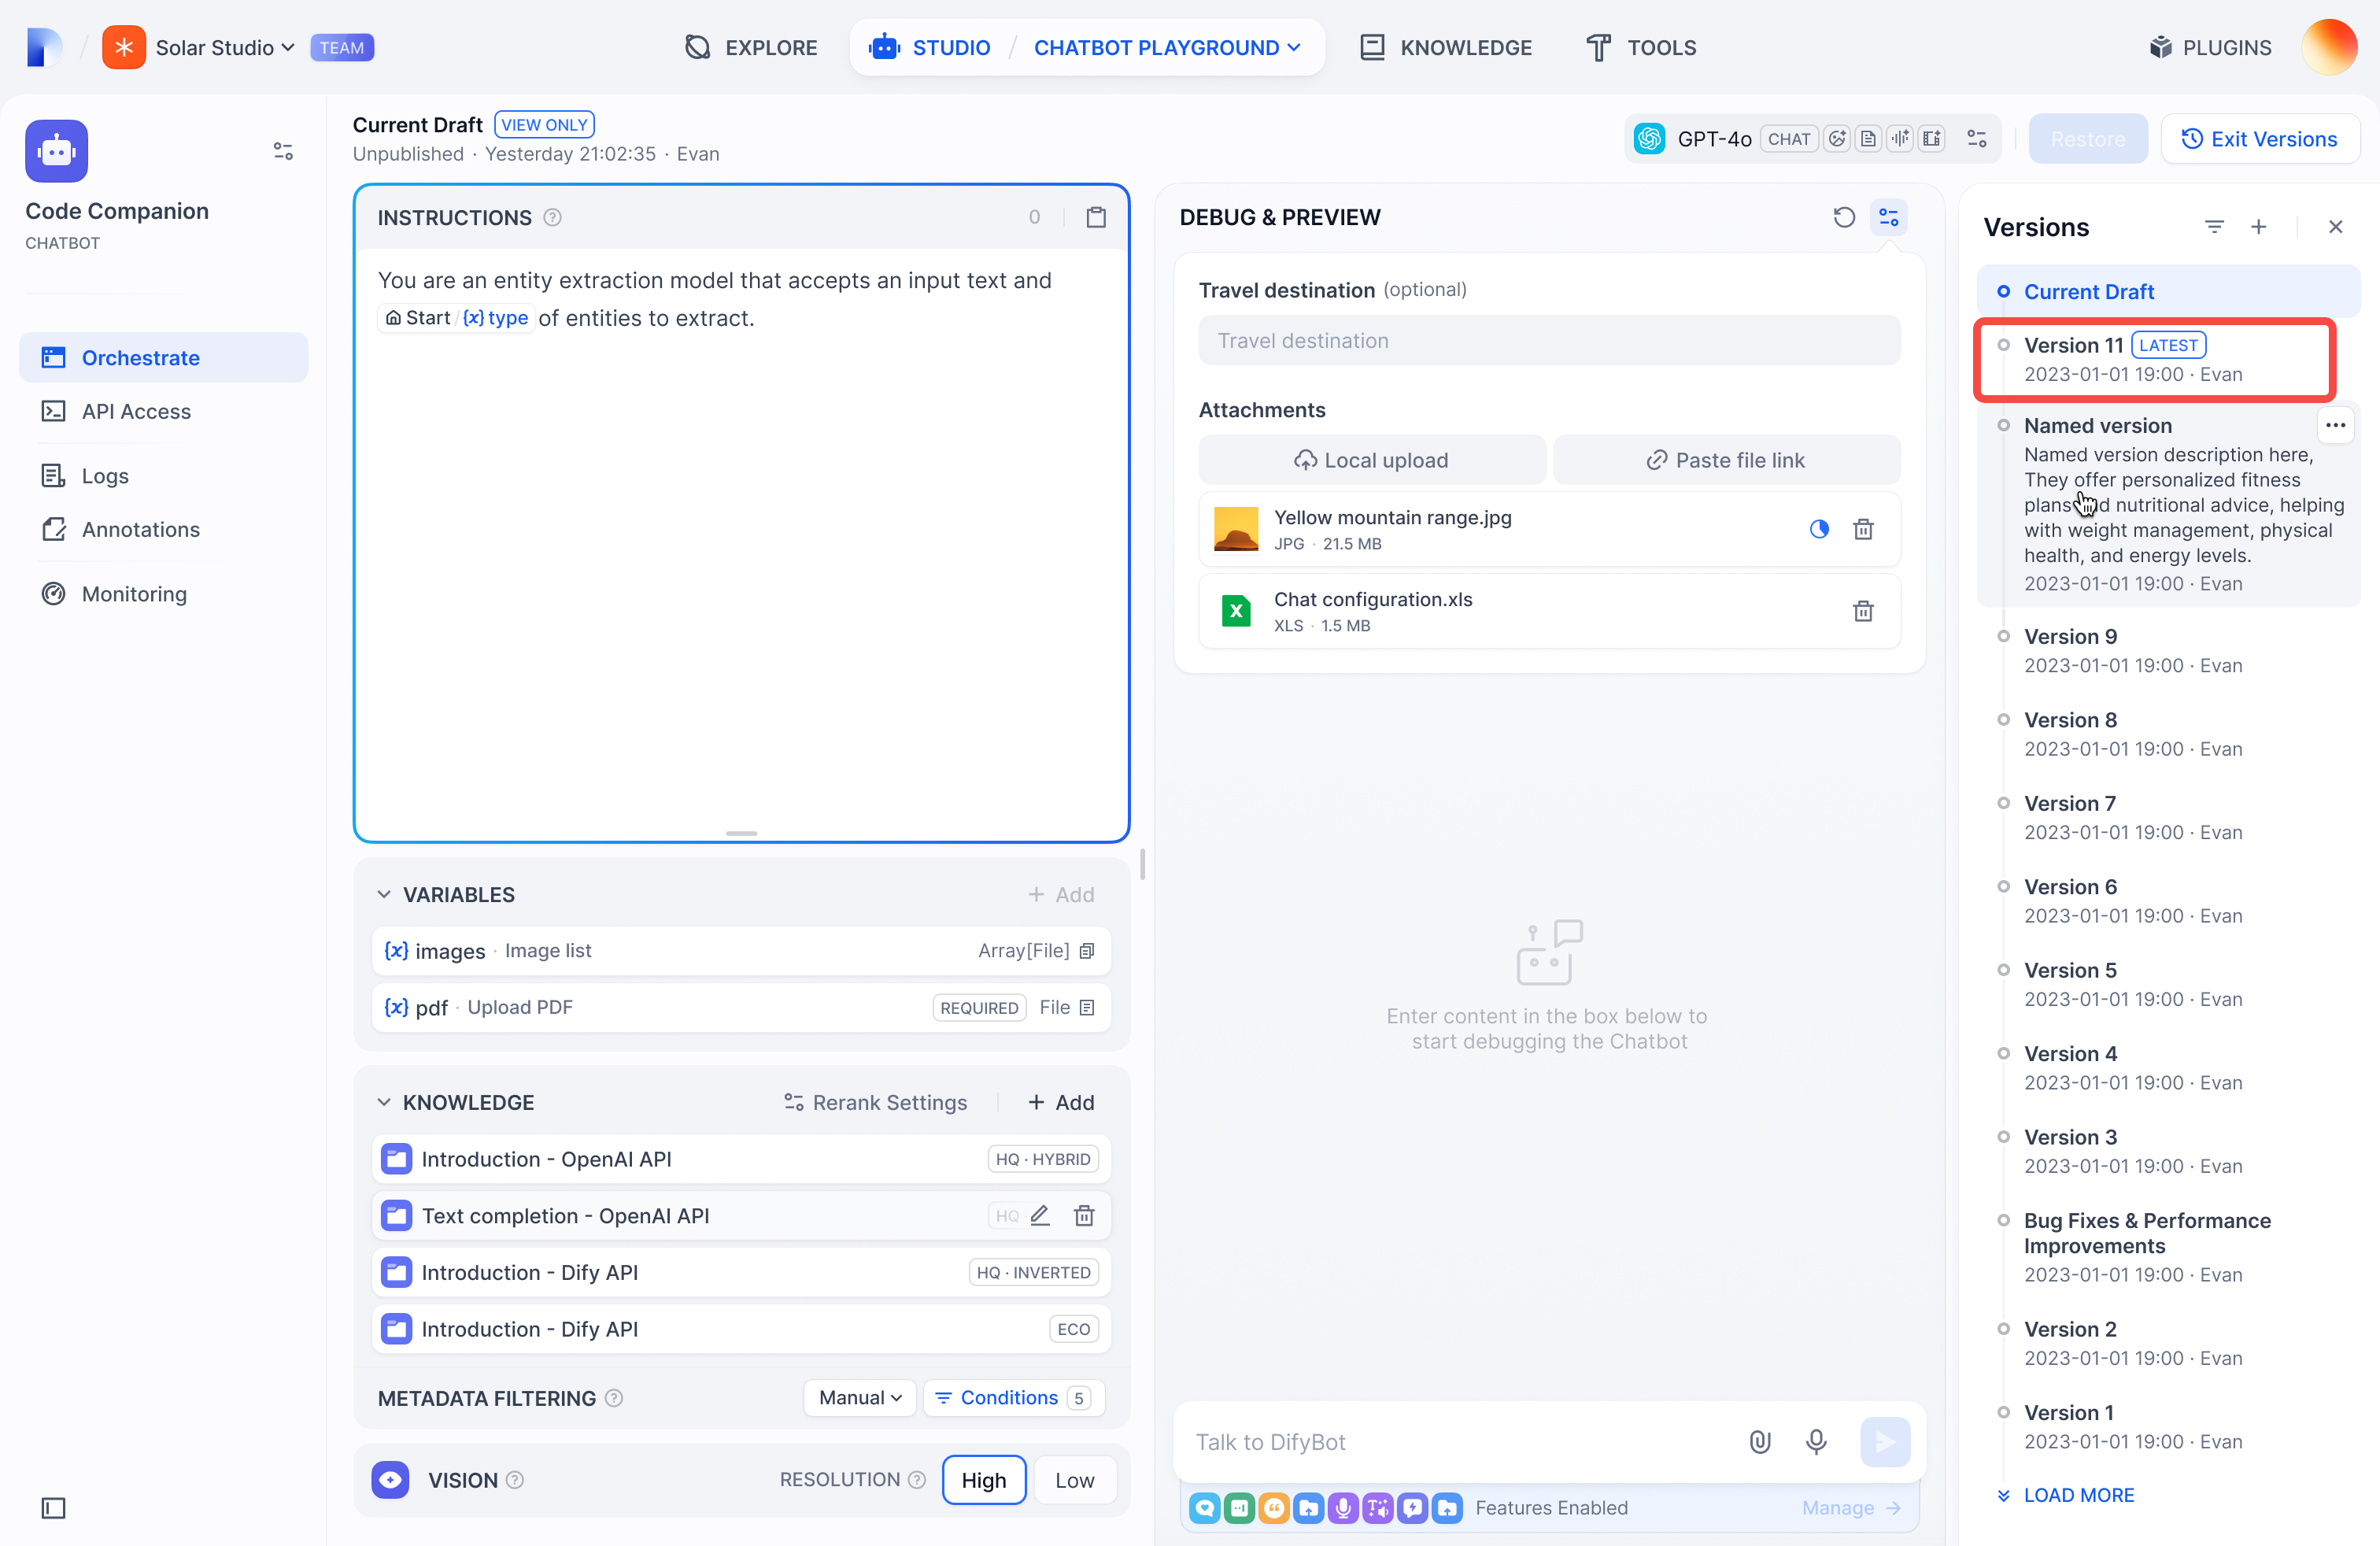 Solar Studio
TEAM
EXPLORE
STUDIO / CHATBOT PLAYGROUND
KNOWLEDGE
TOOLS
PLUGINS
Code Companion
CHATBOT
Orchestrate
API Access
Logs
Annotations
Monitoring
Current Draft VIEW ONLY
Unpublished · Yesterday 21:02:35 · Evan
GPT-4o CHAT
Restore
Exit Versions
INSTRUCTIONS
0
You are an entity extraction model that accepts an input text and
Start / {x} type of entities to extract.
VARIABLES
+ Add
{x} images · Image list
Array[File]
{x} pdf · Upload PDF
REQUIRED File
KNOWLEDGE
Rerank Settings
+ Add
Introduction - OpenAI API
HQ · HYBRID
Text completion - OpenAI API
HQ
Introduction - Dify API
HQ · INVERTED
Introduction - Dify API
ECO
METADATA FILTERING
Manual
Conditions 5
VISION
RESOLUTION
High
Low
DEBUG & PREVIEW
Travel destination (optional)
Travel destination
Attachments
Local upload
Paste file link
Yellow mountain range.jpg
JPG · 21.5 MB
X
Chat configuration.xls
XLS · 1.5 MB
Enter content in the box below to
start debugging the Chatbot
Talk to DifyBot
Features Enabled
Manage
Versions
Current Draft
Version 11 LATEST
2023-01-01 19:00 · Evan
Named version
Named version description here,
They offer personalized fitness
plans nutritional advice, helping
with weight management, physical
health, and energy levels.
2023-01-01 19:00 · Evan
Version 9
2023-01-01 19:00 · Evan
Version 8
2023-01-01 19:00 · Evan
Version 7
2023-01-01 19:00 · Evan
Version 6
2023-01-01 19:00 · Evan
Version 5
2023-01-01 19:00 · Evan
Version 4
2023-01-01 19:00 · Evan
Version 3
2023-01-01 19:00 · Evan
Bug Fixes & Performance
Improvements
2023-01-01 19:00 · Evan
Version 2
2023-01-01 19:00 · Evan
Version 1
2023-01-01 19:00 · Evan
LOAD MORE